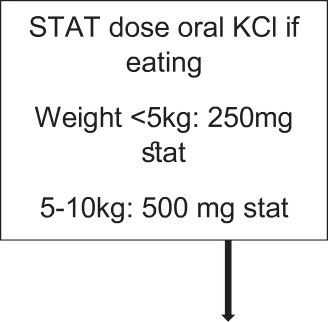 STAT dose oral KCl if
eating
Weight <5kg: 250mg
stat
5-10kg: 500 mg stat